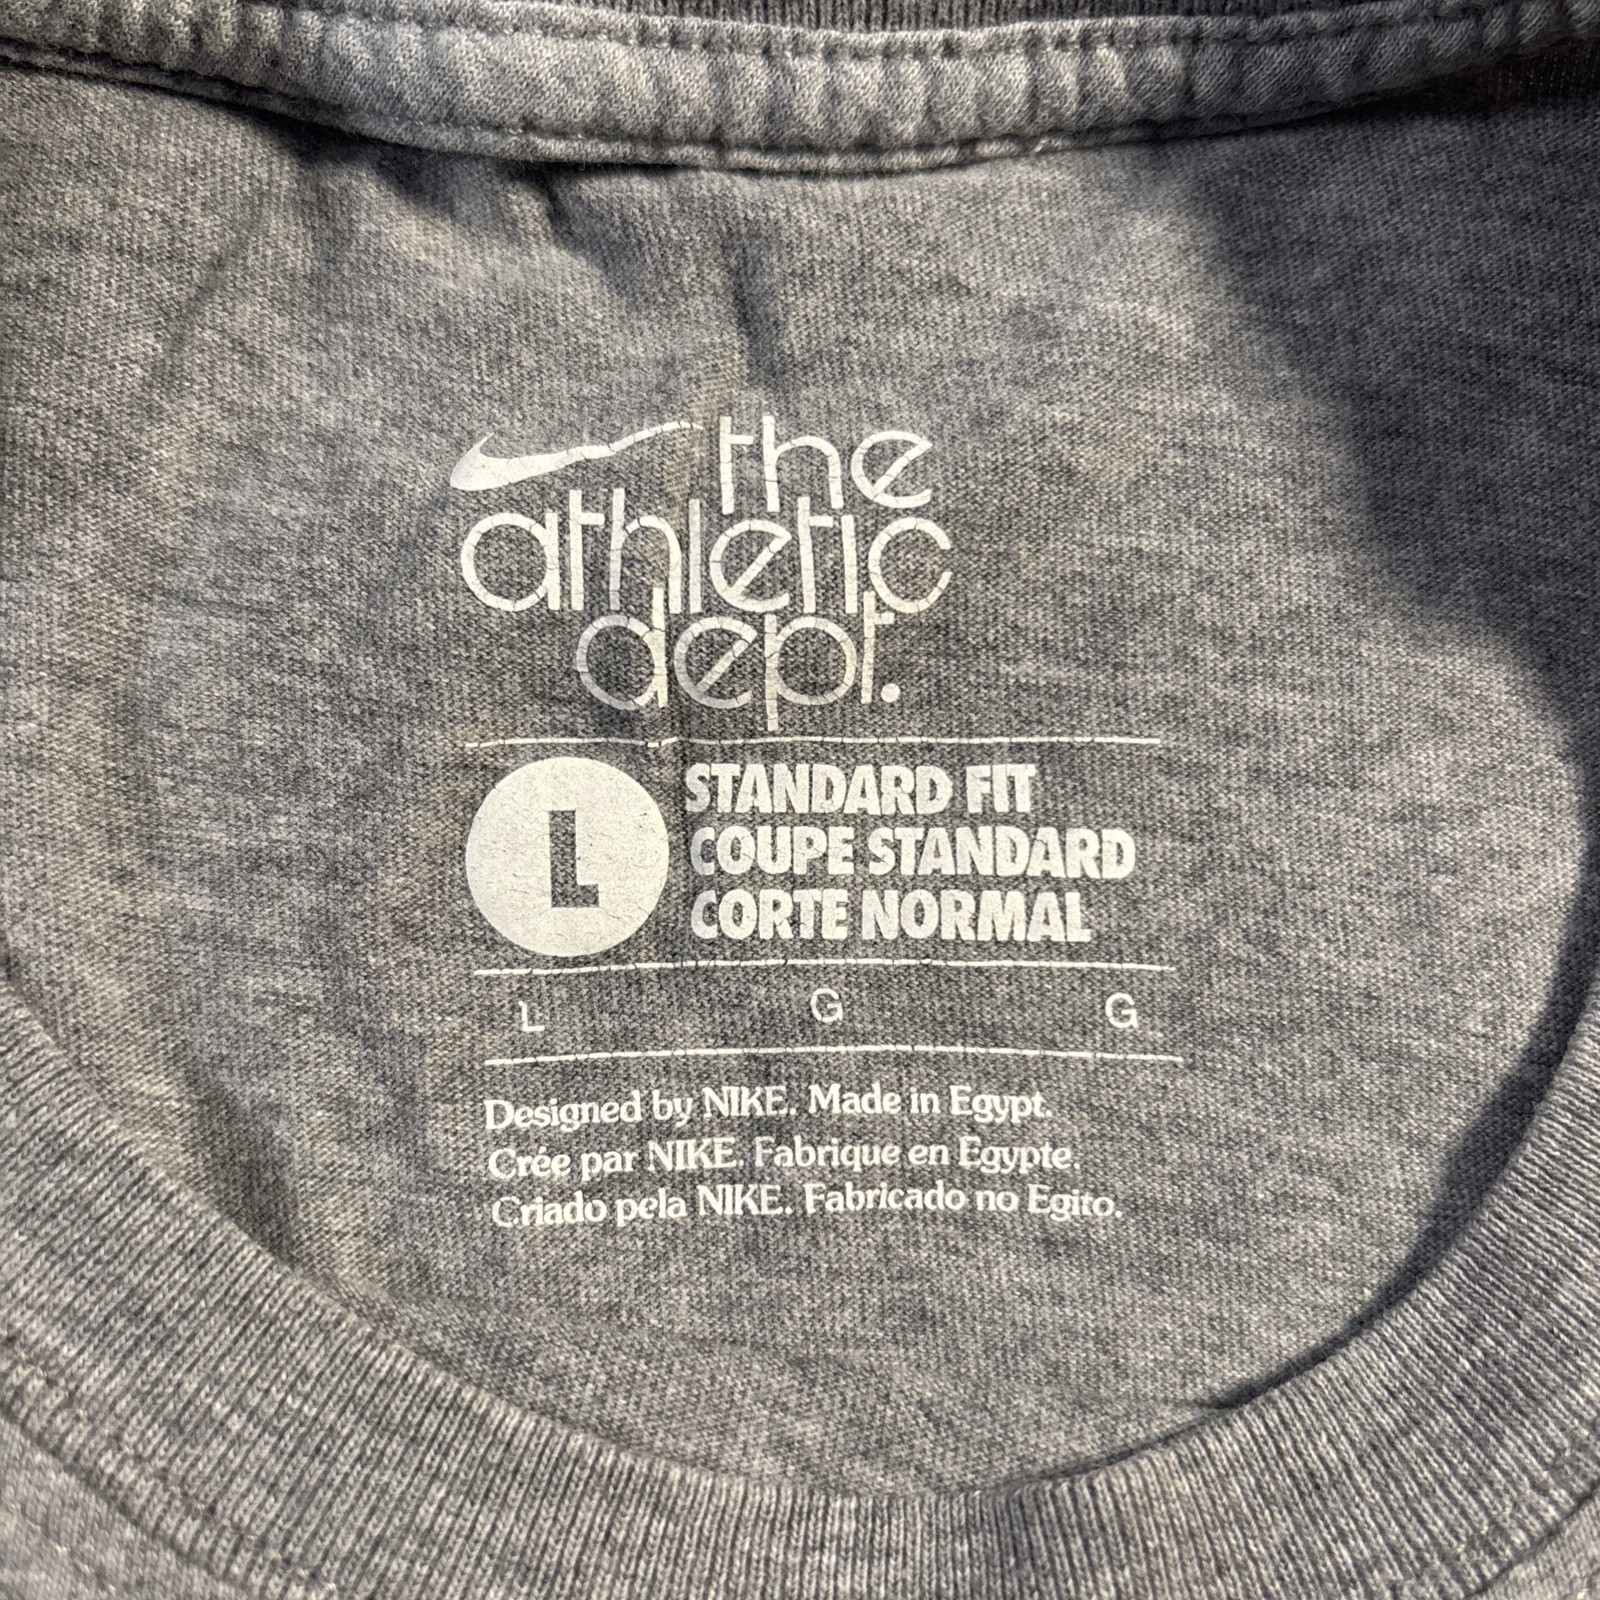 the
athletic
dept.
L
STANDARD FIT
COUPE STANDARD
CORTE NORMAL
L G G
Designed by NIKE. Made in Egypt.
Crée par NIKE. Fabrique en Egypte.
Criado pela NIKE. Fabricado no Egito.